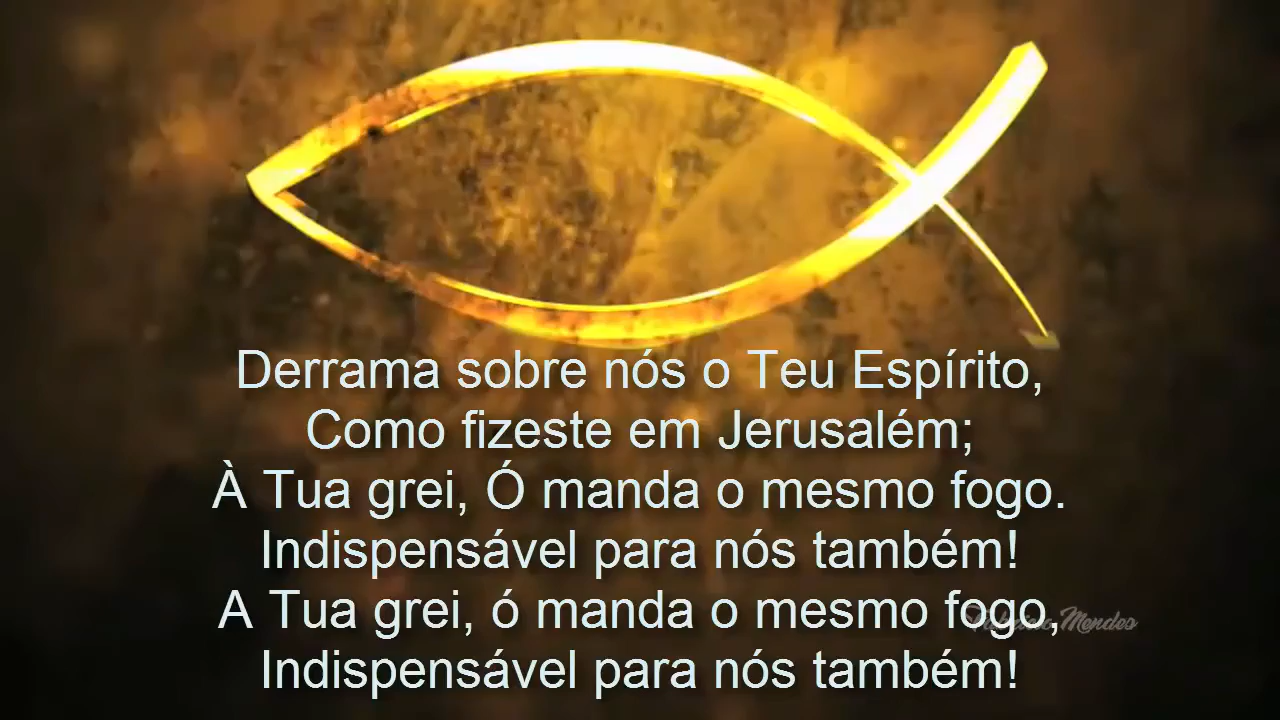 Derrama sobre nós o Teu Espírito,
Como fizeste em Jerusalém;
À Tua grei, Ó manda o mesmo fogo.
Indispensável para nós também!
A Tua grei, ó manda o mesmo fogo,
Mendes
Indispensável para nós também!